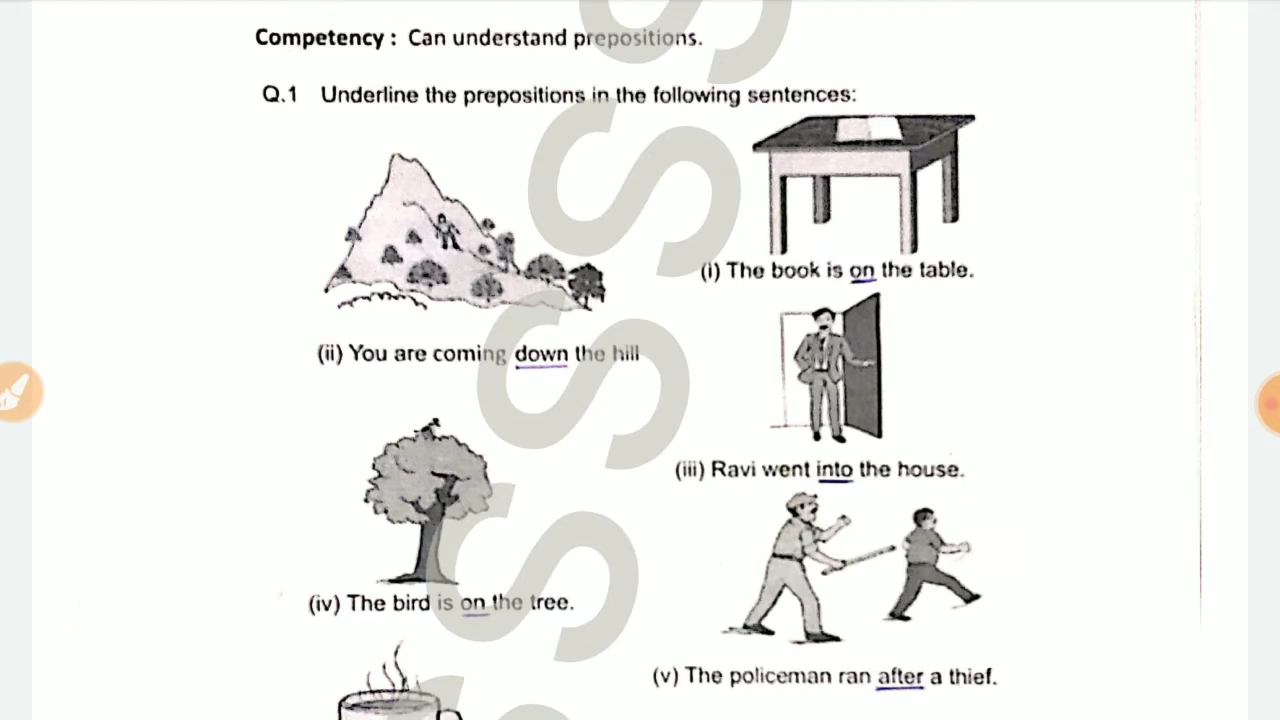 Competency : Can understand prepositions.
Q.1 Underline the prepositions in the following sentences:
(i) The book is on the table.
(ii) You are coming down the hill
(iii) Ravi went into the house.
(iv) The bird is on the tree.
(v) The policeman ran after a thief.
S S S
S S